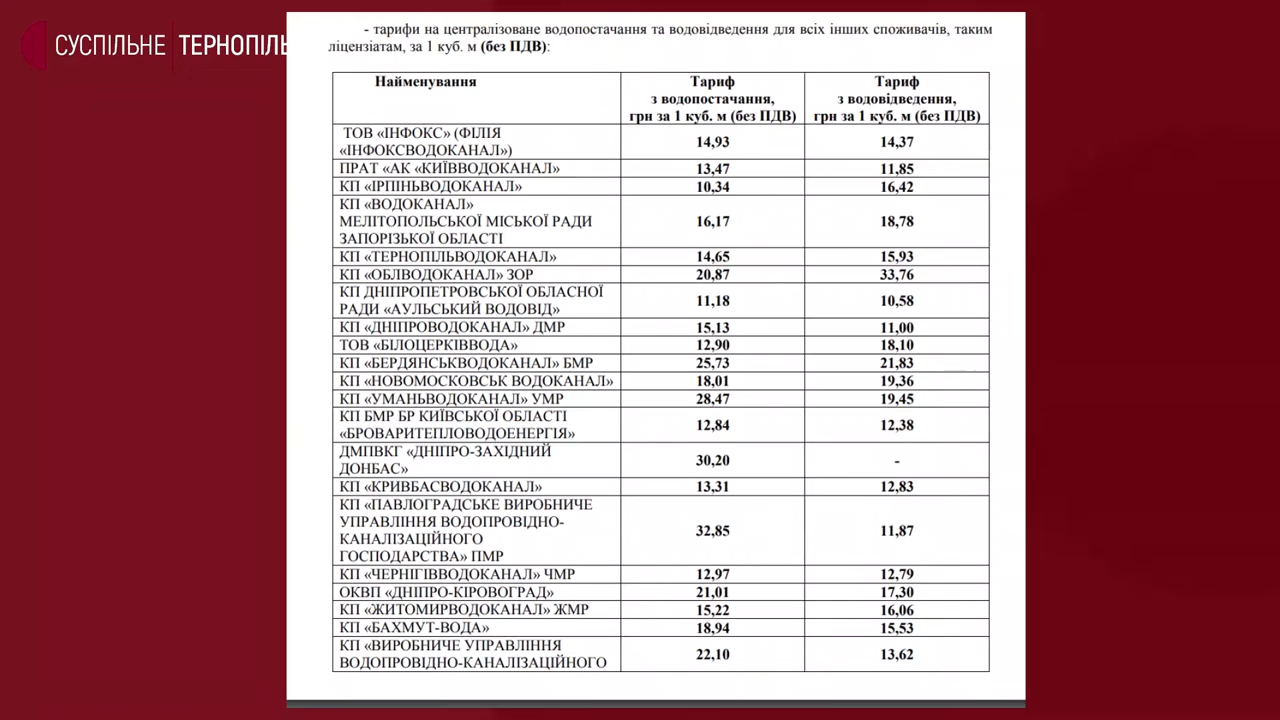 СУСПІЛЬНЕ ТЕРНОПІЛЬ
- тарифи на централізоване водопостачання та водовідведення для всіх інших споживачів, таким
ліцензіатам, за 1 куб. м (без ПДВ):
Найменування
Тариф
з водопостачання,
грн за 1 куб. м (без ПДВ)
Тариф
з водовідведення,
грн за 1 куб. м (без ПДВ)
ТОВ «ІНФОКС» (ФІЛІЯ
«ІНФОКСВОДОКАНАЛ»)
14,93
14,37
ПРАТ «АК «КИЇВВОДОКАНАЛ»
13,47
11,85
КП «ІРПІНЬВОДОКАНАЛ»
10,34
16,42
КП «ВОДОКАНАЛ»
МЕЛІТОПОЛЬСЬКОЇ МІСЬКОЇ РАДИ
ЗАПОРІЗЬКОЇ ОБЛАСТІ
16,17
18,78
КП «ТЕРНОПІЛЬВОДОКАНАЛ»
14,65
15,93
КП «ОБЛВОДОКАНАЛ» ЗОР
20,87
33,76
КП ДНІПРОПЕТРОВСЬКОЇ ОБЛАСНОЇ
РАДИ «АУЛЬСЬКИЙ ВОДОВІД»
11,18
10,58
КП «ДНІПРОВОДОКАНАЛ» ДМР
15,13
11,00
ТОВ «БІЛОЦЕРКІВВОДА»
12,90
18,10
КП «БЕРДЯНСЬКВОДОКАНАЛ» БМР
25,73
21,83
КП «НОВОМОСКОВСЬК ВОДОКАНАЛ»
18,01
19,36
КП «УМАНЬВОДОКАНАЛ» УМР
28,47
19,45
КП БМР БР КИЇВСЬКОЇ ОБЛАСТІ
«БРОВАРИТЕПЛОВОДОЕНЕРГІЯ»
12,84
12,38
ДМПВКГ «ДНІПРО-ЗАХІДНИЙ
ДОНБАС»
30,20
-
КП «КРИВБАСВОДОКАНАЛ»
13,31
12,83
КП «ПАВЛОГРАДСЬКЕ ВИРОБНИЧЕ
УПРАВЛІННЯ ВОДОПРОВІДНО-
КАНАЛІЗАЦІЙНОГО
ГОСПОДАРСТВА» ПМР
32,85
11,87
КП «ЧЕРНІГІВВОДОКАНАЛ» ЧМР
12,97
12,79
ОКВП «ДНІПРО-КІРОВОГРАД»
21,01
17,30
КП «ЖИТОМИРВОДОКАНАЛ» ЖМР
15,22
16,06
КП «БАХМУТ-ВОДА»
18,94
15,53
КП «ВИРОБНИЧЕ УПРАВЛІННЯ
ВОДОПРОВІДНО-КАНАЛІЗАЦІЙНОГО
22,10
13,62